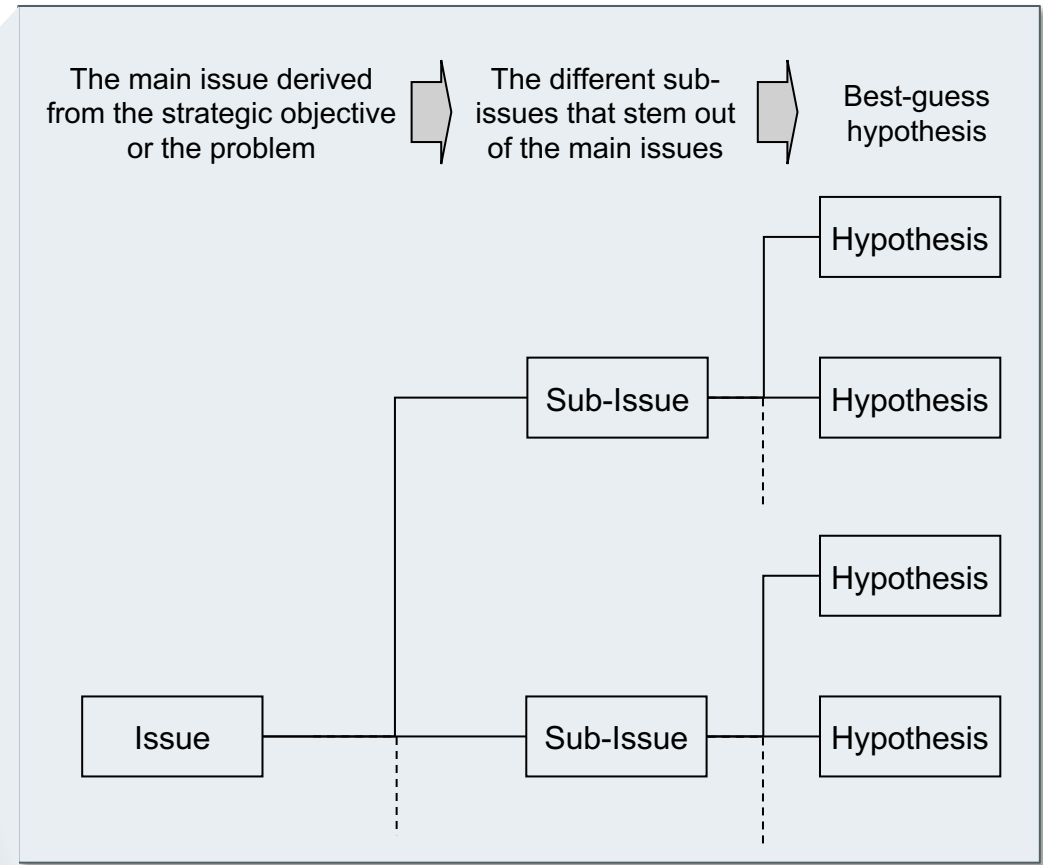 The main issue derived
from the strategic objective
or the problem
The different sub-
issues that stem out
of the main issues
Best-guess
hypothesis
Hypothesis
Sub-Issue
Hypothesis
Hypothesis
Issue
Sub-Issue
Hypothesis